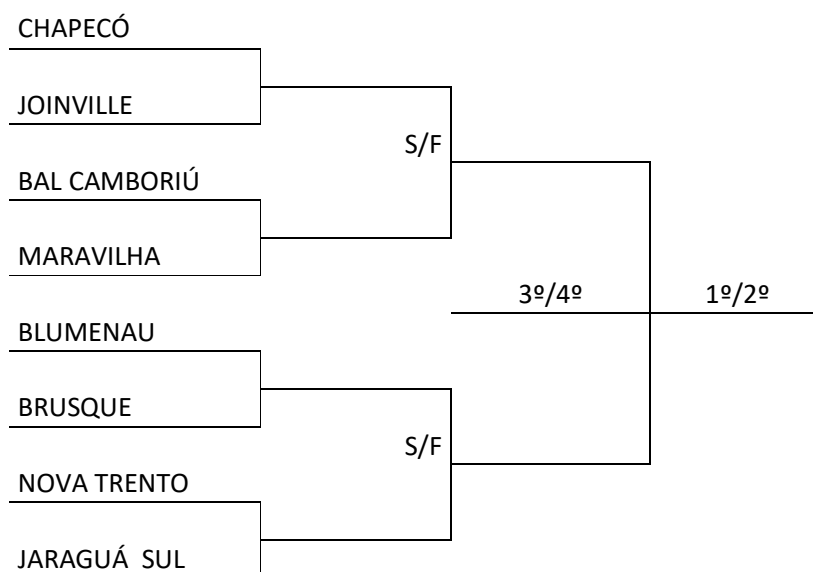 CHAPECÓ
JOINVILLE
S/F
BAL CAMBORIÚ
MARAVILHA
3º/4º
1º/2º
BLUMENAU
BRUSQUE
S/F
NOVA TRENTO
JARAGUÁ  SUL